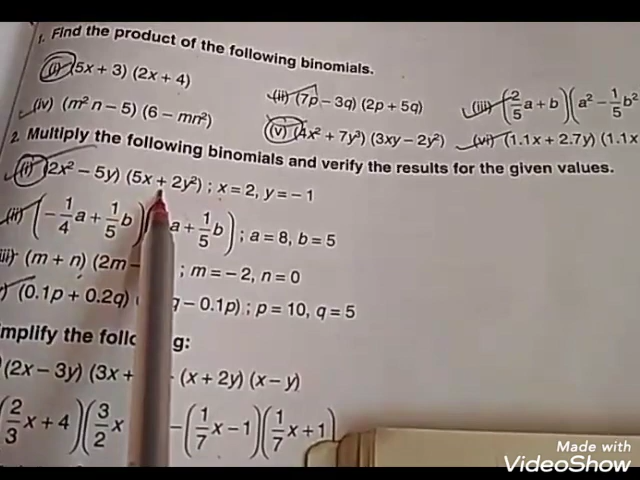 1. Find the product of the following binomials.
(i) (5x + 3) (2x + 4)
(ii) (7p – 3q) (2p + 5q)
(iii) (2/5 a + b) (a² – 1/5 b²
(iv) (m² n – 5) (6 – mn²)
(v) (4x² + 7y³) (3xy – 2y²)
(vi) (1.1x + 2.7y) (1.1x
2. Multiply the following binomials and verify the results for the given values.
(i) (2x² – 5y) (5x + 2y²) ; x = 2, y = – 1
(ii) (– 1/4 a + 1/5 b) a + 1/5 b) ; a = 8, b = 5
iii) (m + n) (2m – ; m = – 2, n = 0
(0.1p + 0.2q) q – 0.1p) ; p = 10, q = 5
mplify the following:
(2x – 3y) (3x + (x + 2y) (x – y)
(2/3 x + 4) (3/2 x – (1/7 x – 1) (1/7 x + 1)
Made with
VideoShow